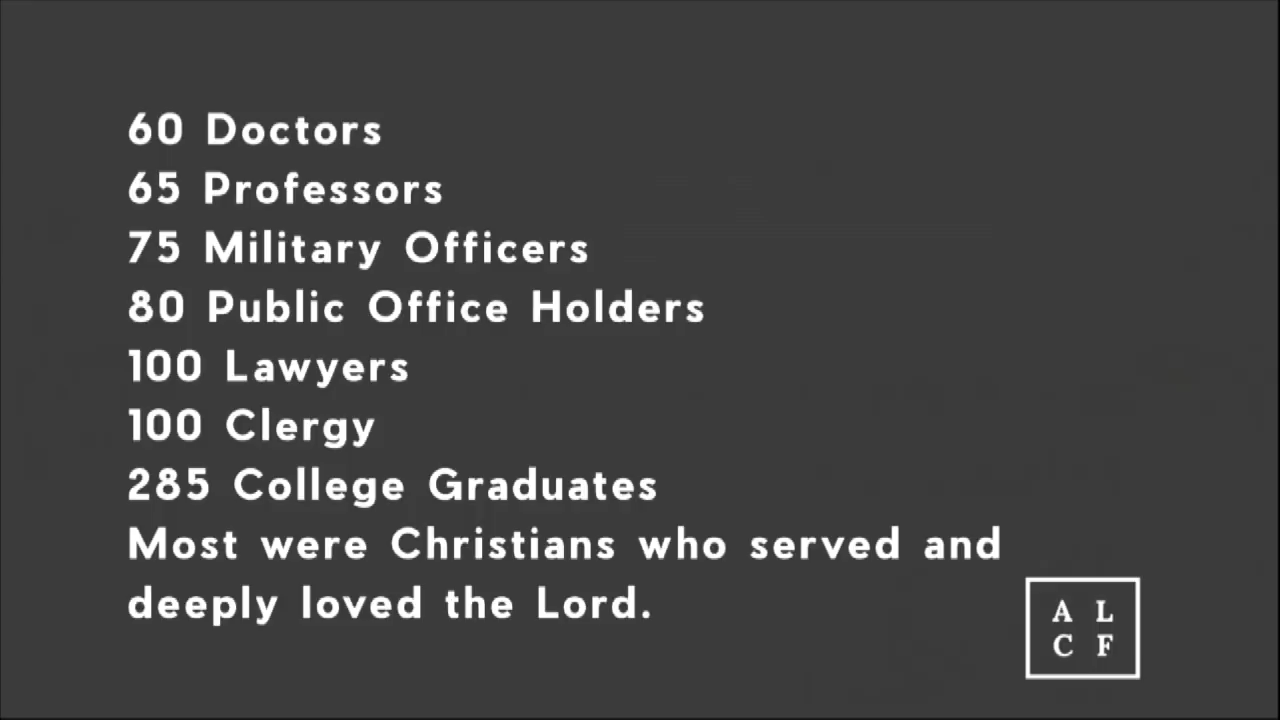 60 Doctors
65 Professors
75 Military Officers
80 Public Office Holders
100 Lawyers
100 Clergy
285 College Graduates
Most were Christians who served and
deeply loved the Lord.
A L
C F